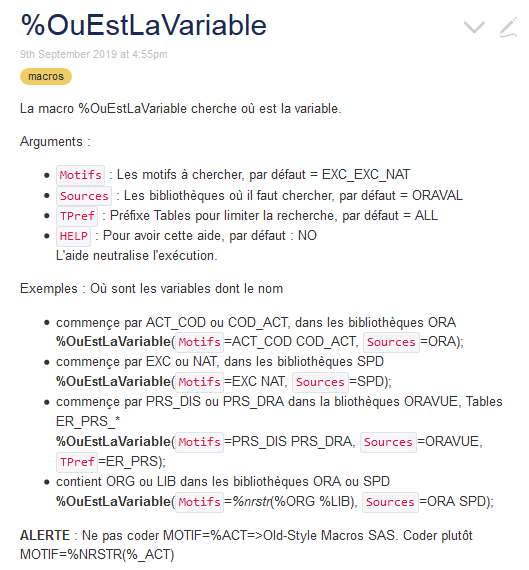 %OuEstLaVariable
9th September 2019 at 4:55pm
macros
La macro %OuEstLaVariable cherche où est la variable.
Arguments :
• Motifs : Les motifs à chercher, par défaut = EXC_EXC_NAT
• Sources : Les bibliothèques où il faut chercher, par défaut = ORAVAL
• TPref : Préfixe Tables pour limiter la recherche, par défaut = ALL
• HELP : Pour avoir cette aide, par défaut : NO
L'aide neutralise l'exécution.
Exemples : Où sont les variables dont le nom
• commençe par ACT_COD ou COD_ACT, dans les bibliothèques ORA
%OuEstLaVariable(Motifs=ACT_COD COD_ACT, Sources=ORA);
• commençe par EXC ou NAT, dans les bibliothèques SPD
%OuEstLaVariable(Motifs=EXC NAT, Sources=SPD);
• commençe par PRS_DIS ou PRS_DRA dans la bliothèques ORAVUE, Tables
ER_PRS_*
%OuEstLaVariable(Motifs=PRS_DIS PRS_DRA, Sources=ORAVUE,
TPref=ER_PRS);
• contient ORG ou LIB dans les bibliothèques ORA ou SPD
%OuEstLaVariable(Motifs=%nrstr(%ORG %LIB), Sources=ORA SPD);
ALERTE : Ne pas coder MOTIF=%ACT=>Old-Style Macros SAS. Coder plutôt
MOTIF=%NRSTR(%_ACT)